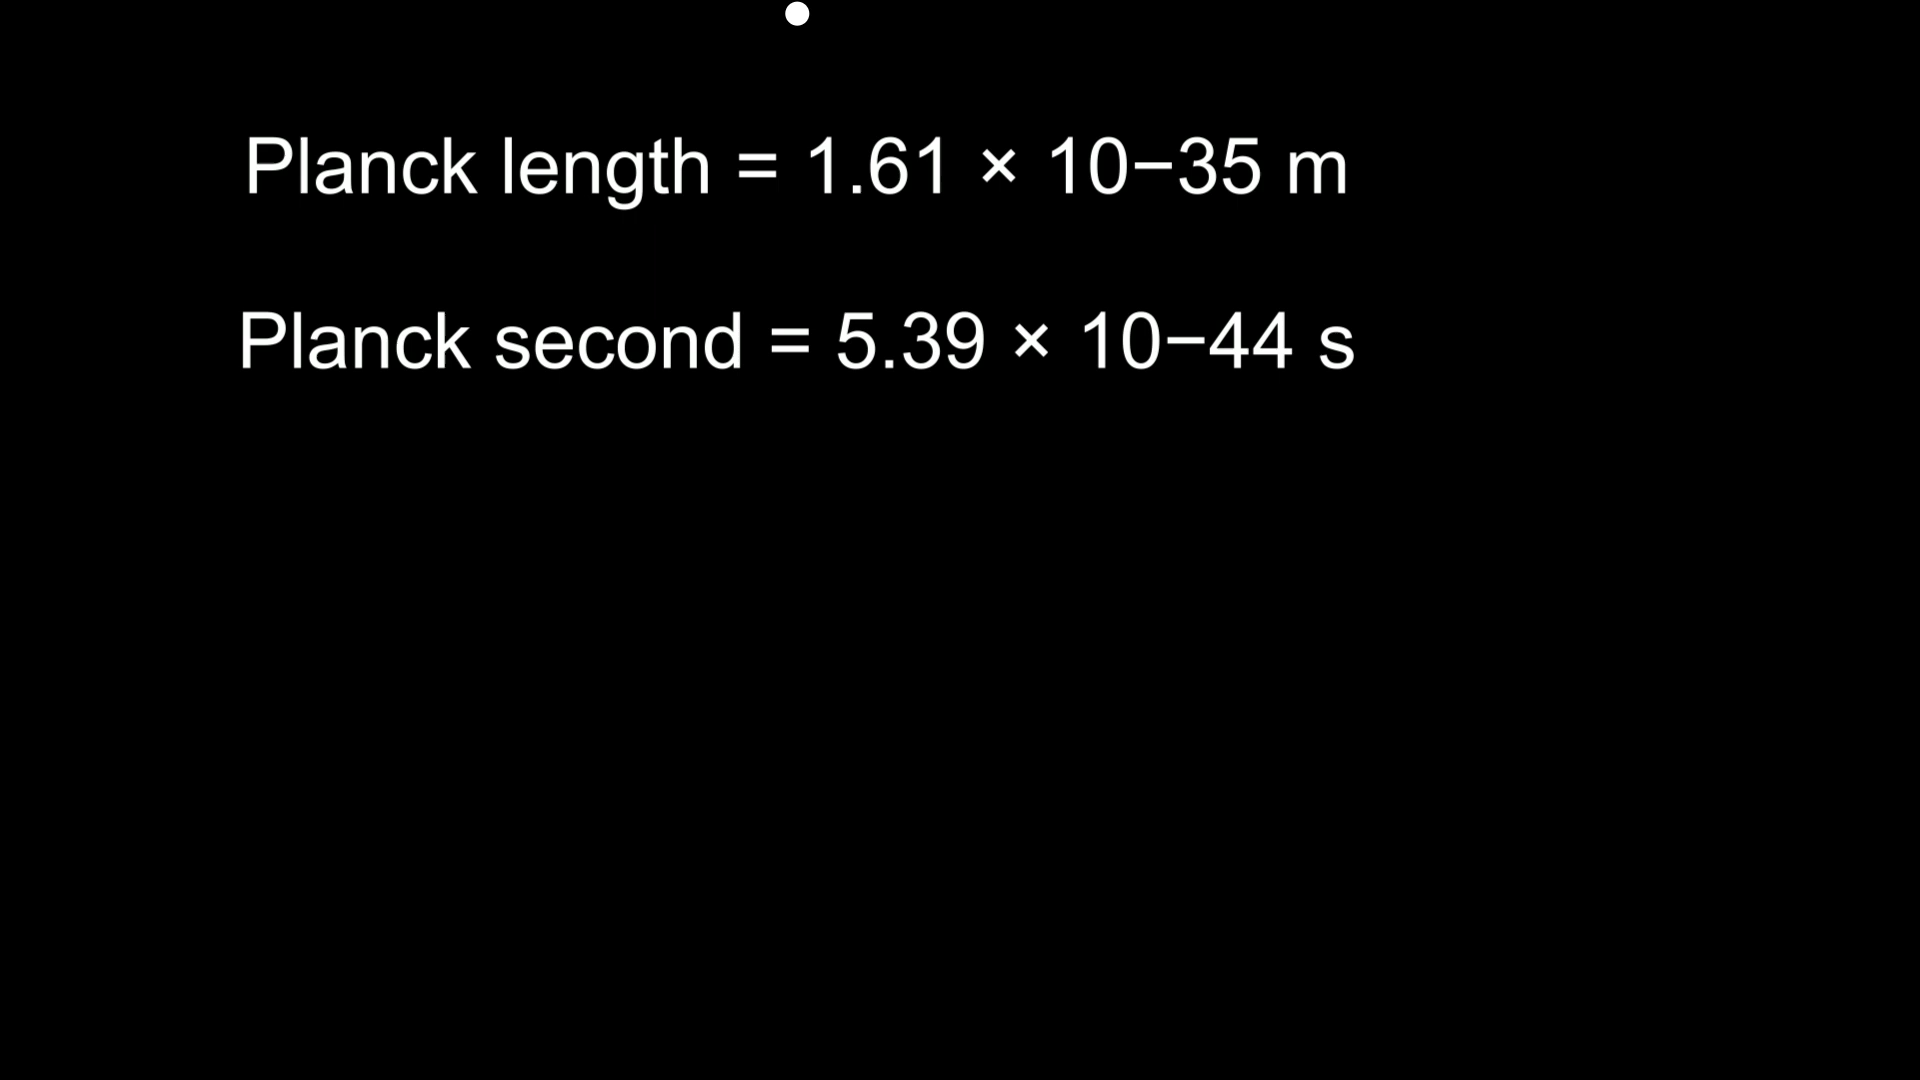 Planck length = 1.61 × 10−35 m
Planck second = 5.39 × 10−44 s